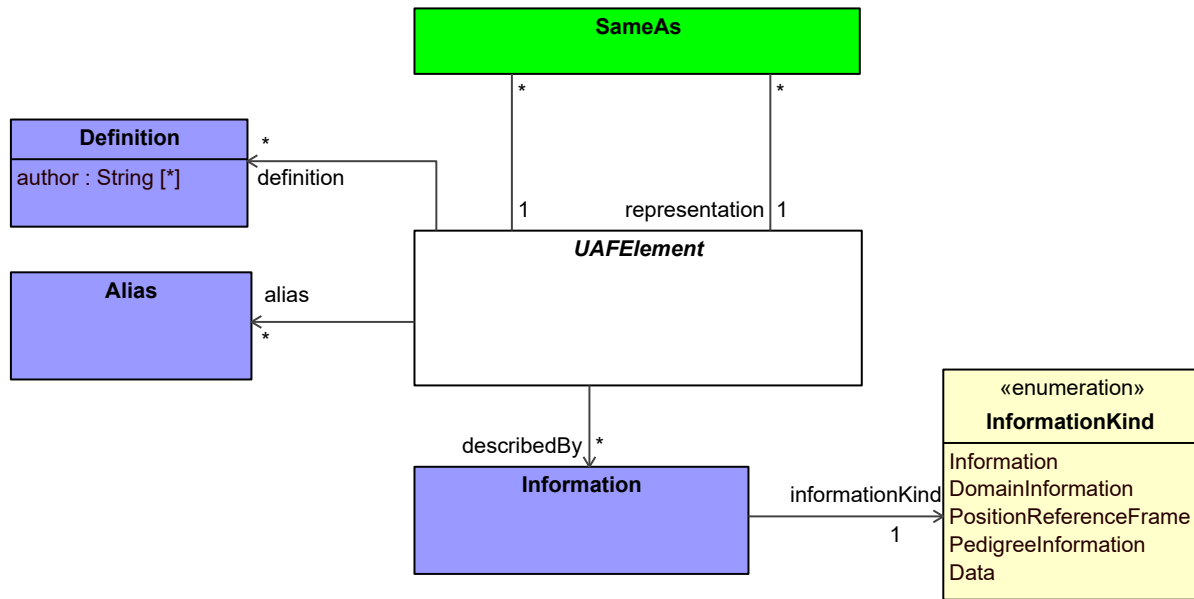 SameAs
*
*
Definition
author : String [*]
*
definition
1
representation
1
UAFElement
Alias
alias
*
describedBy
*
Information
informationKind
1
«enumeration»
InformationKind
Information
DomainInformation
PositionReferenceFrame
PedigreeInformation
Data